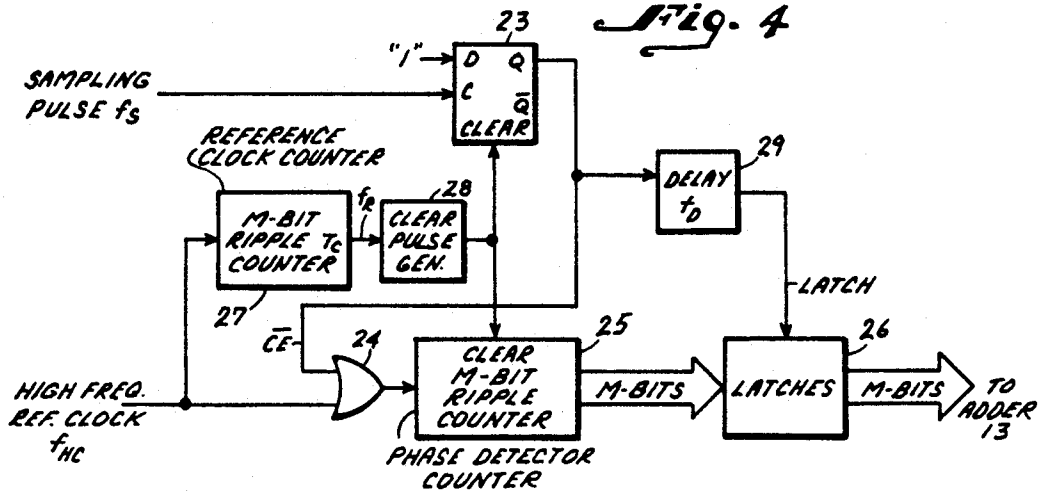 Fig. 4
23
"1"
D Q
C Q̅
CLEAR
SAMPLING
PULSE fS
REFERENCE
CLOCK COUNTER
M-BIT
RIPPLE TC
COUNTER
27
fR
28
CLEAR
PULSE
GEN.
29
DELAY
tD
LATCH
C̅E̅
24
HIGH FREQ.
REF. CLOCK
fHC
25
CLEAR
M-BIT
RIPPLE
COUNTER
PHASE DETECTOR
COUNTER
M-BITS
26
LATCHES
M-BITS
TO
ADDER
13